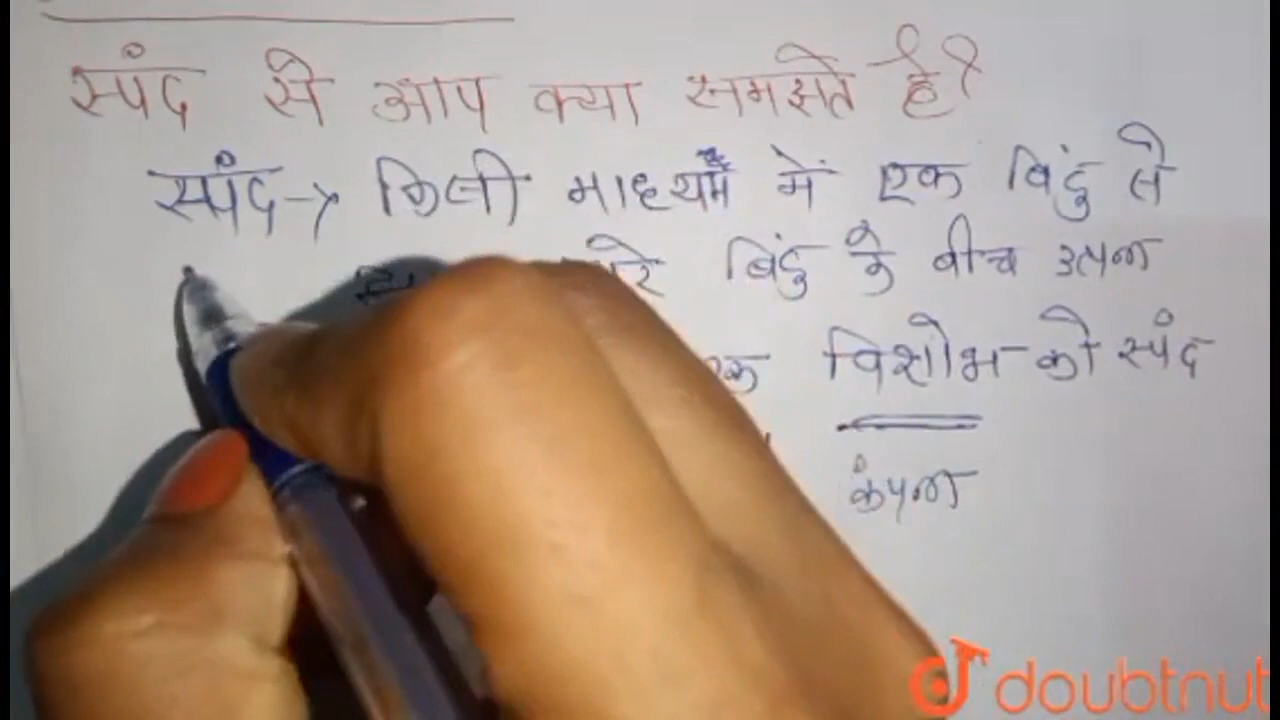 स्पंद से आप क्या समझते हैं?
स्पंद → किसी माध्यम में एक बिंदु से
बिंदु के बीच उत्पन्न
विक्षोभ को स्पंद
कंपन
doubtnut